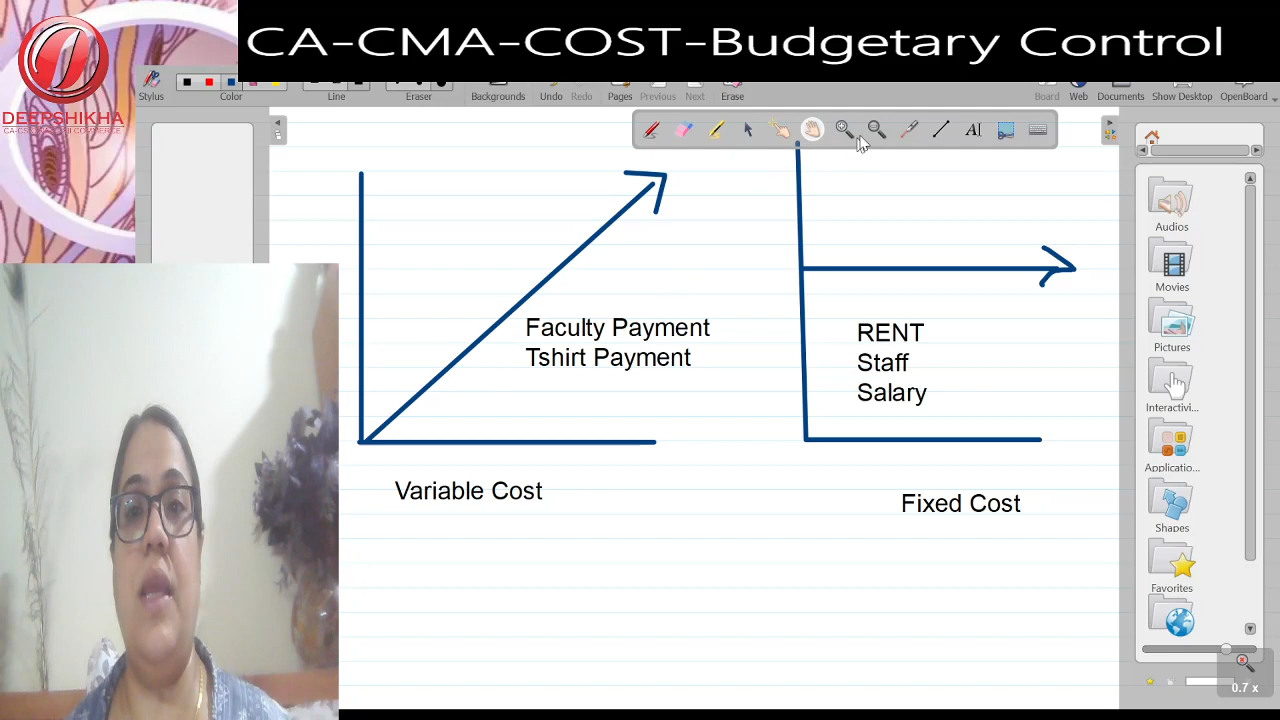 CA-CMA-COST-Budgetary Control
DEEPSHIKHA
Stylus
Color
Line
Eraser
Backgrounds
Undo
Redo
Pages
Previous
Next
Erase
Board
Web
Documents
Show Desktop
OpenBoard
Audios
Movies
Pictures
Interactivi...
Applicatio...
Shapes
Favorites
Faculty Payment
Tshirt Payment
RENT
Staff
Salary
Variable Cost
Fixed Cost
0.7 x